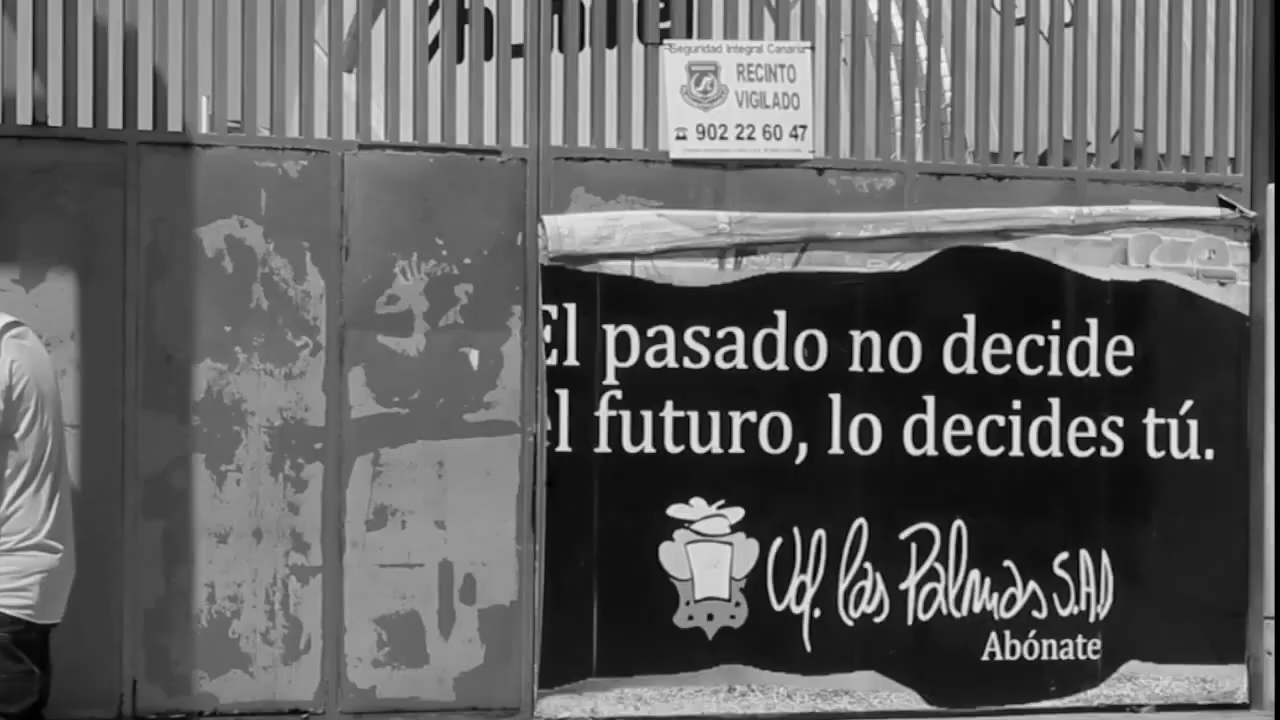 Seguridad Integral Canaria
RECINTO
VIGILADO
902 22 60 47
El pasado no decide
el futuro, lo decides tú.
Ud. Las Palmas S.A.D
Abónate